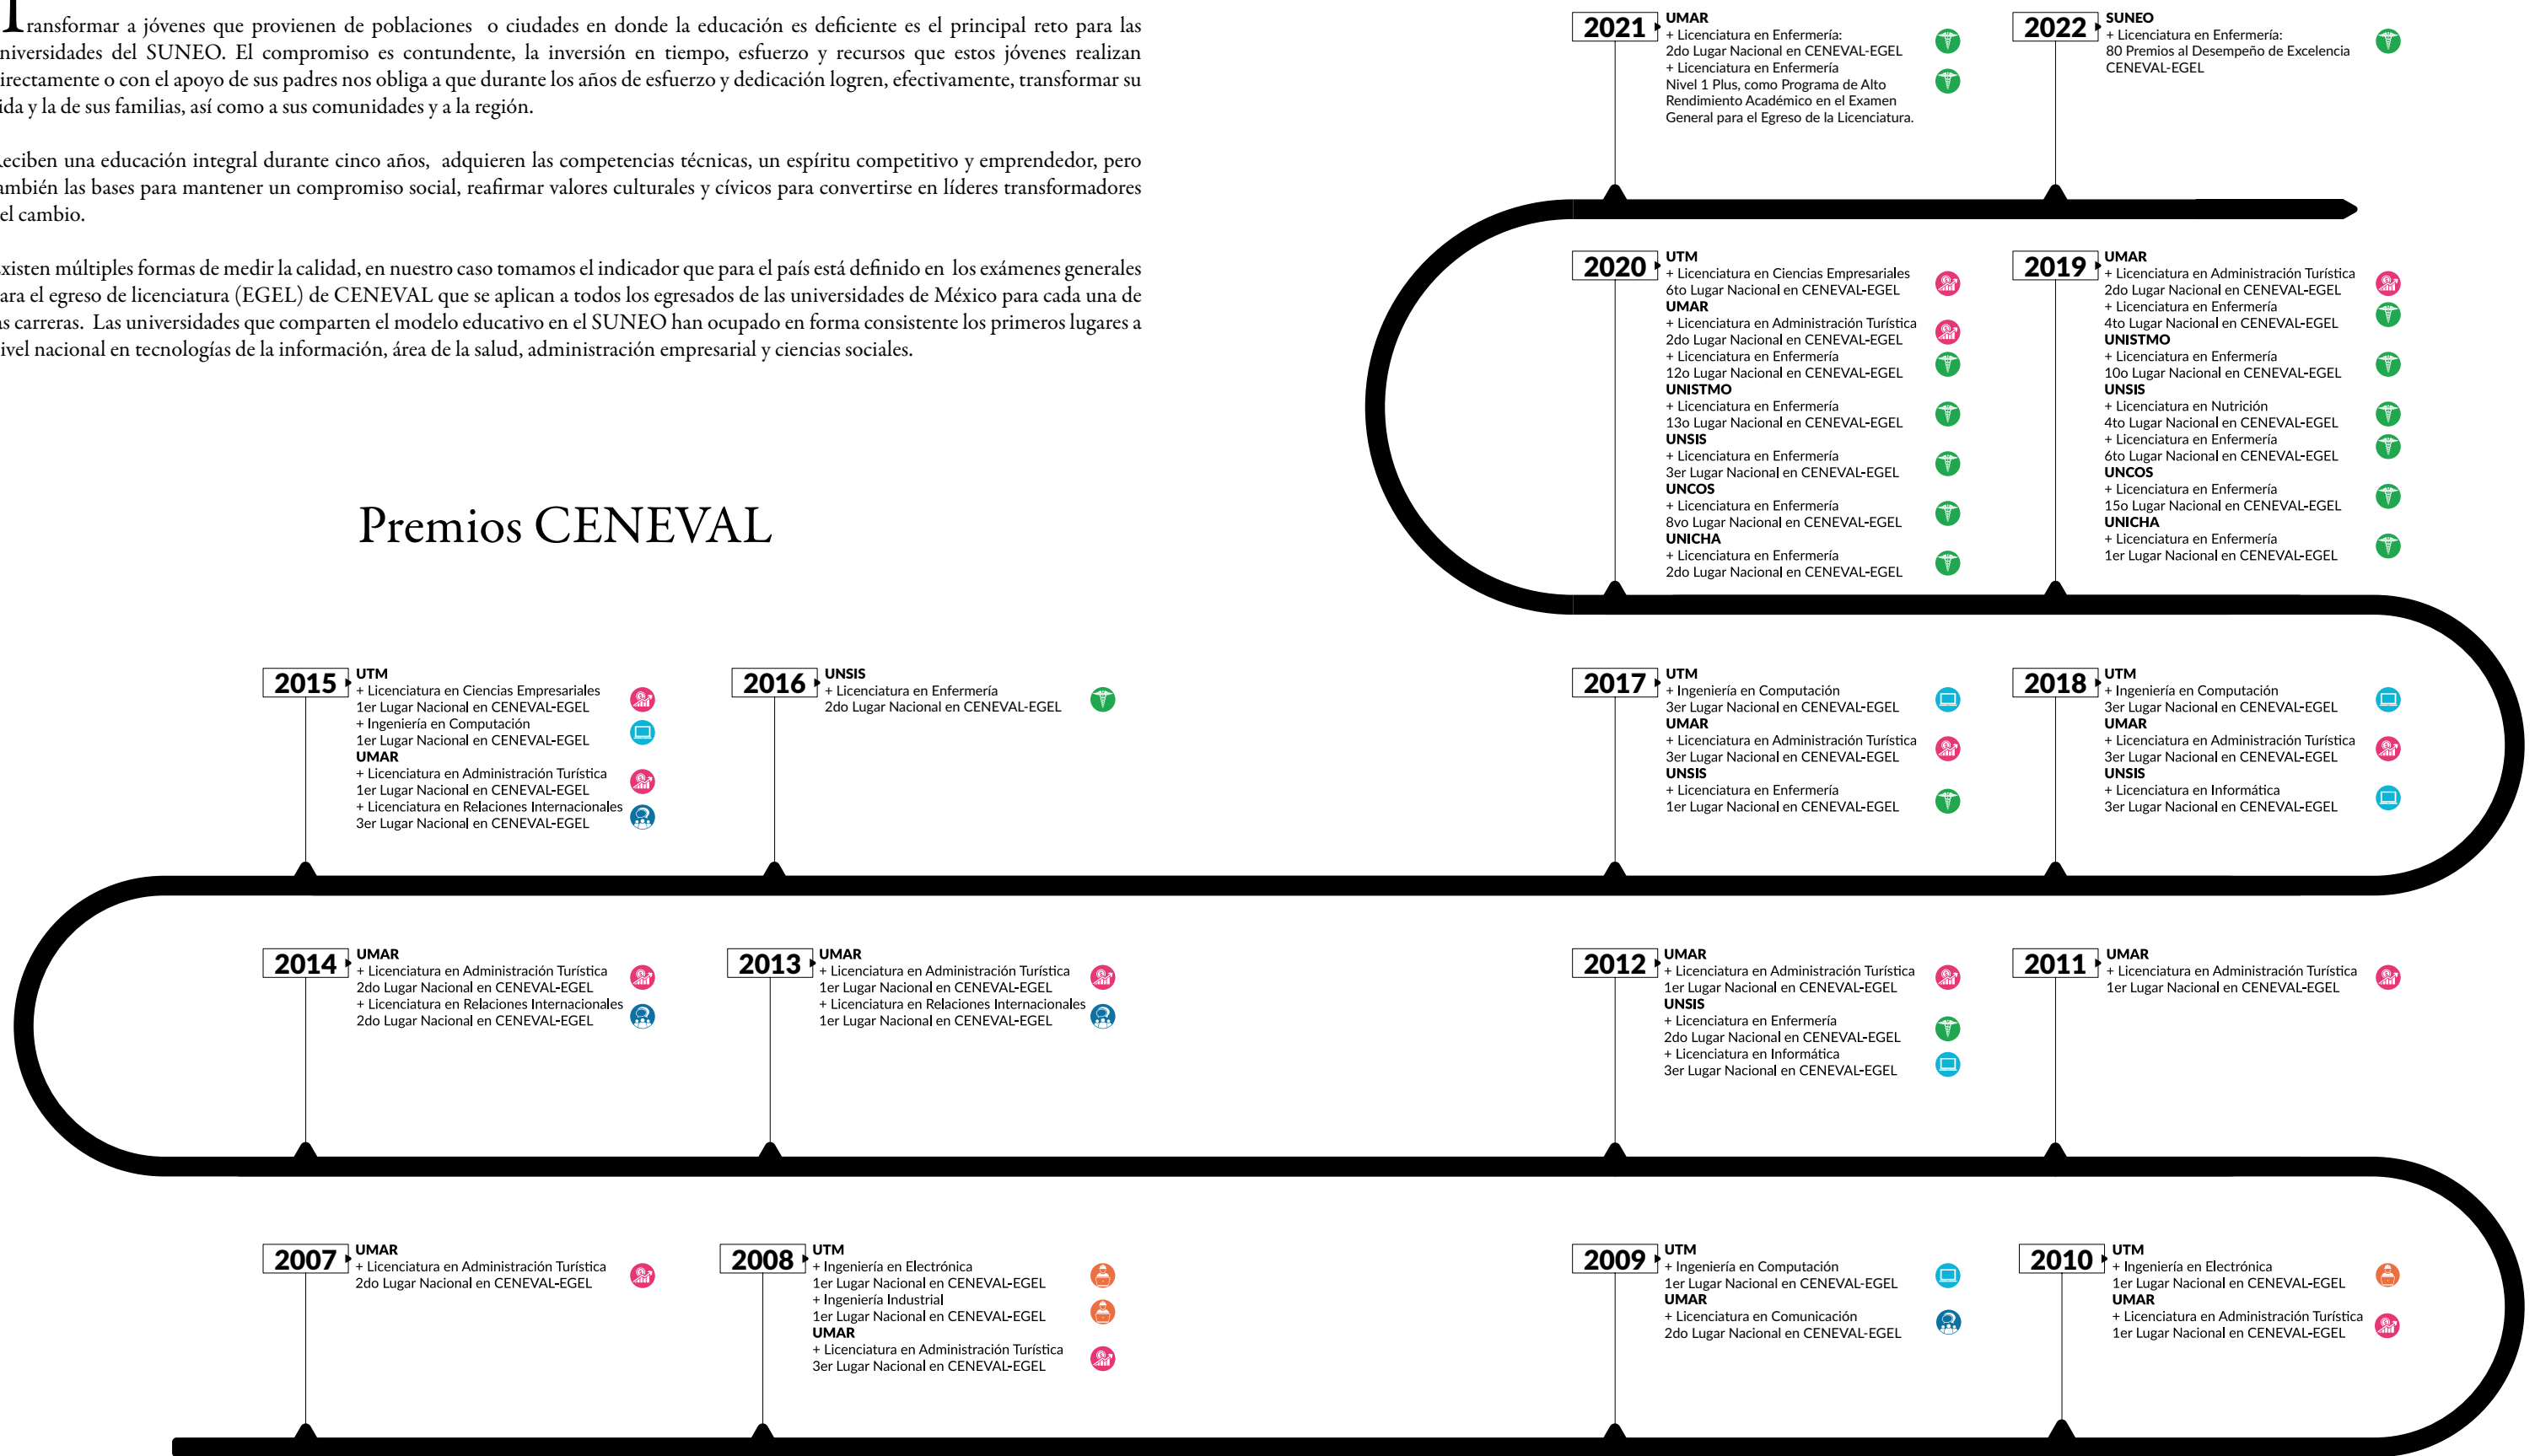 Transformar a jóvenes que provienen de poblaciones o ciudades en donde la educación es deficiente es el principal reto para las
niversidades del SUNEO. El compromiso es contundente, la inversión en tiempo, esfuerzo y recursos que estos jóvenes realizan
irectamente o con el apoyo de sus padres nos obliga a que durante los años de esfuerzo y dedicación logren, efectivamente, transformar su
ida y la de sus familias, así como a sus comunidades y a la región.
eciben una educación integral durante cinco años, adquieren las competencias técnicas, un espíritu competitivo y emprendedor, pero
ambién las bases para mantener un compromiso social, reafirmar valores culturales y cívicos para convertirse en líderes transformadores
el cambio.
xisten múltiples formas de medir la calidad, en nuestro caso tomamos el indicador que para el país está definido en los exámenes generales
ara el egreso de licenciatura (EGEL) de CENEVAL que se aplican a todos los egresados de las universidades de México para cada una de
as carreras. Las universidades que comparten el modelo educativo en el SUNEO han ocupado en forma consistente los primeros lugares a
ivel nacional en tecnologías de la información, área de la salud, administración empresarial y ciencias sociales.
Premios CENEVAL
2021
UMAR
+ Licenciatura en Enfermería:
2do Lugar Nacional en CENEVAL-EGEL
+ Licenciatura en Enfermería
Nivel 1 Plus, como Programa de Alto
Rendimiento Académico en el Examen
General para el Egreso de la Licenciatura.
2022
SUNEO
+ Licenciatura en Enfermería:
80 Premios al Desempeño de Excelencia
CENEVAL-EGEL
2020
UTM
+ Licenciatura en Ciencias Empresariales
6to Lugar Nacional en CENEVAL-EGEL
UMAR
+ Licenciatura en Administración Turística
2do Lugar Nacional en CENEVAL-EGEL
+ Licenciatura en Enfermería
12o Lugar Nacional en CENEVAL-EGEL
UNISTMO
+ Licenciatura en Enfermería
13o Lugar Nacional en CENEVAL-EGEL
UNSIS
+ Licenciatura en Enfermería
3er Lugar Nacional en CENEVAL-EGEL
UNCOS
+ Licenciatura en Enfermería
8vo Lugar Nacional en CENEVAL-EGEL
UNICHA
+ Licenciatura en Enfermería
2do Lugar Nacional en CENEVAL-EGEL
2019
UMAR
+ Licenciatura en Administración Turística
2do Lugar Nacional en CENEVAL-EGEL
+ Licenciatura en Enfermería
4to Lugar Nacional en CENEVAL-EGEL
UNISTMO
+ Licenciatura en Enfermería
10o Lugar Nacional en CENEVAL-EGEL
UNSIS
+ Licenciatura en Nutrición
4to Lugar Nacional en CENEVAL-EGEL
+ Licenciatura en Enfermería
6to Lugar Nacional en CENEVAL-EGEL
UNCOS
+ Licenciatura en Enfermería
15o Lugar Nacional en CENEVAL-EGEL
UNICHA
+ Licenciatura en Enfermería
1er Lugar Nacional en CENEVAL-EGEL
2015
UTM
+ Licenciatura en Ciencias Empresariales
1er Lugar Nacional en CENEVAL-EGEL
+ Ingeniería en Computación
1er Lugar Nacional en CENEVAL-EGEL
UMAR
+ Licenciatura en Administración Turística
1er Lugar Nacional en CENEVAL-EGEL
+ Licenciatura en Relaciones Internacionales
3er Lugar Nacional en CENEVAL-EGEL
2016
UNSIS
+ Licenciatura en Enfermería
2do Lugar Nacional en CENEVAL-EGEL
2017
UTM
+ Ingeniería en Computación
3er Lugar Nacional en CENEVAL-EGEL
UMAR
+ Licenciatura en Administración Turística
3er Lugar Nacional en CENEVAL-EGEL
UNSIS
+ Licenciatura en Enfermería
1er Lugar Nacional en CENEVAL-EGEL
2018
UTM
+ Ingeniería en Computación
3er Lugar Nacional en CENEVAL-EGEL
UMAR
+ Licenciatura en Administración Turística
3er Lugar Nacional en CENEVAL-EGEL
UNSIS
+ Licenciatura en Informática
3er Lugar Nacional en CENEVAL-EGEL
2014
UMAR
+ Licenciatura en Administración Turística
2do Lugar Nacional en CENEVAL-EGEL
+ Licenciatura en Relaciones Internacionales
2do Lugar Nacional en CENEVAL-EGEL
2013
UMAR
+ Licenciatura en Administración Turística
1er Lugar Nacional en CENEVAL-EGEL
+ Licenciatura en Relaciones Internacionales
1er Lugar Nacional en CENEVAL-EGEL
2012
UMAR
+ Licenciatura en Administración Turística
1er Lugar Nacional en CENEVAL-EGEL
UNSIS
+ Licenciatura en Enfermería
2do Lugar Nacional en CENEVAL-EGEL
+ Licenciatura en Informática
3er Lugar Nacional en CENEVAL-EGEL
2011
UMAR
+ Licenciatura en Administración Turística
1er Lugar Nacional en CENEVAL-EGEL
2007
UMAR
+ Licenciatura en Administración Turística
2do Lugar Nacional en CENEVAL-EGEL
2008
UTM
+ Ingeniería en Electrónica
1er Lugar Nacional en CENEVAL-EGEL
+ Ingeniería Industrial
1er Lugar Nacional en CENEVAL-EGEL
UMAR
+ Licenciatura en Administración Turística
3er Lugar Nacional en CENEVAL-EGEL
2009
UTM
+ Ingeniería en Computación
1er Lugar Nacional en CENEVAL-EGEL
UMAR
+ Licenciatura en Comunicación
2do Lugar Nacional en CENEVAL-EGEL
2010
UTM
+ Ingeniería en Electrónica
1er Lugar Nacional en CENEVAL-EGEL
UMAR
+ Licenciatura en Administración Turística
1er Lugar Nacional en CENEVAL-EGEL